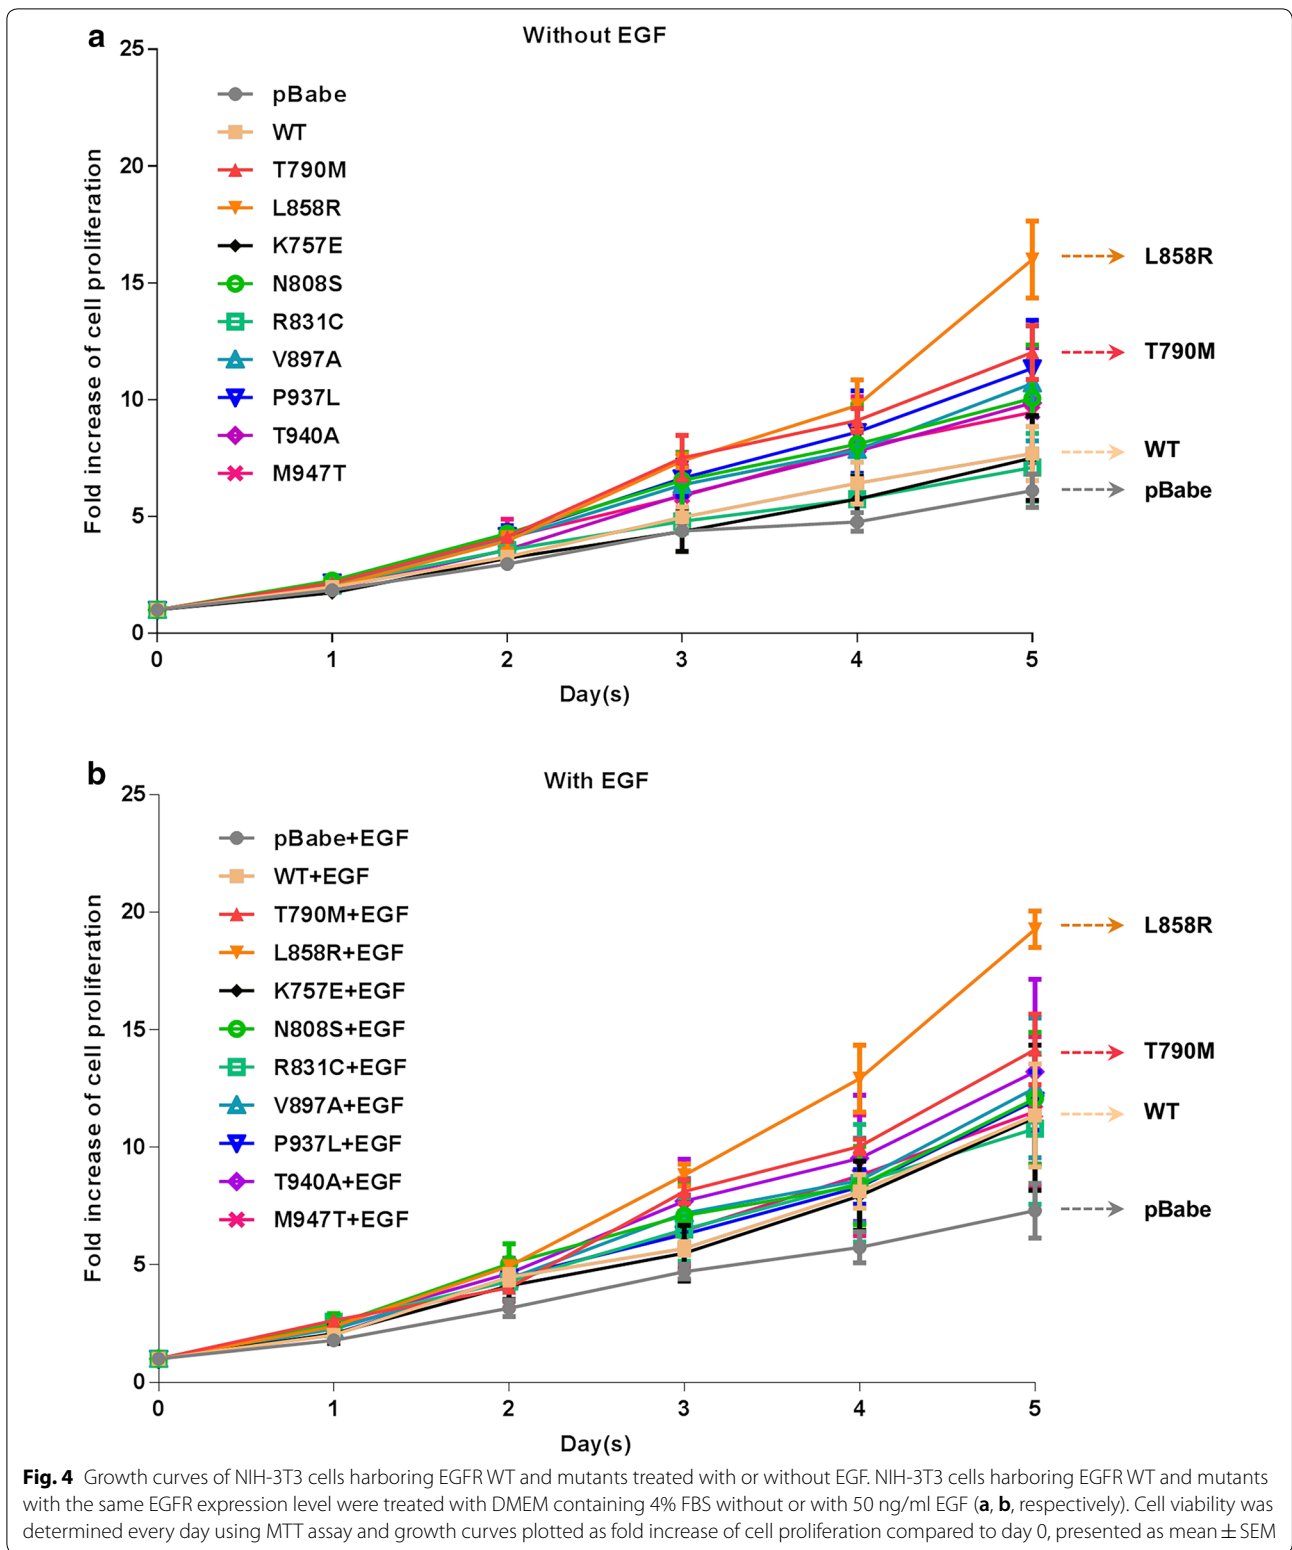 a
Without EGF
25
20
15
10
5
0
Fold increase of cell proliferation
pBabe
WT
T790M
L858R
K757E
N808S
R831C
V897A
P937L
T940A
M947T
L858R
T790M
WT
pBabe
0 1 2 3 4 5
Day(s)
b
With EGF
25
20
15
10
5
0
Fold increase of cell proliferation
pBabe+EGF
WT+EGF
T790M+EGF
L858R+EGF
K757E+EGF
N808S+EGF
R831C+EGF
V897A+EGF
P937L+EGF
T940A+EGF
M947T+EGF
L858R
T790M
WT
pBabe
0 1 2 3 4 5
Day(s)
Fig. 4 Growth curves of NIH-3T3 cells harboring EGFR WT and mutants treated with or without EGF. NIH-3T3 cells harboring EGFR WT and mutants
with the same EGFR expression level were treated with DMEM containing 4% FBS without or with 50 ng/ml EGF (a, b, respectively). Cell viability was
determined every day using MTT assay and growth curves plotted as fold increase of cell proliferation compared to day 0, presented as mean ± SEM